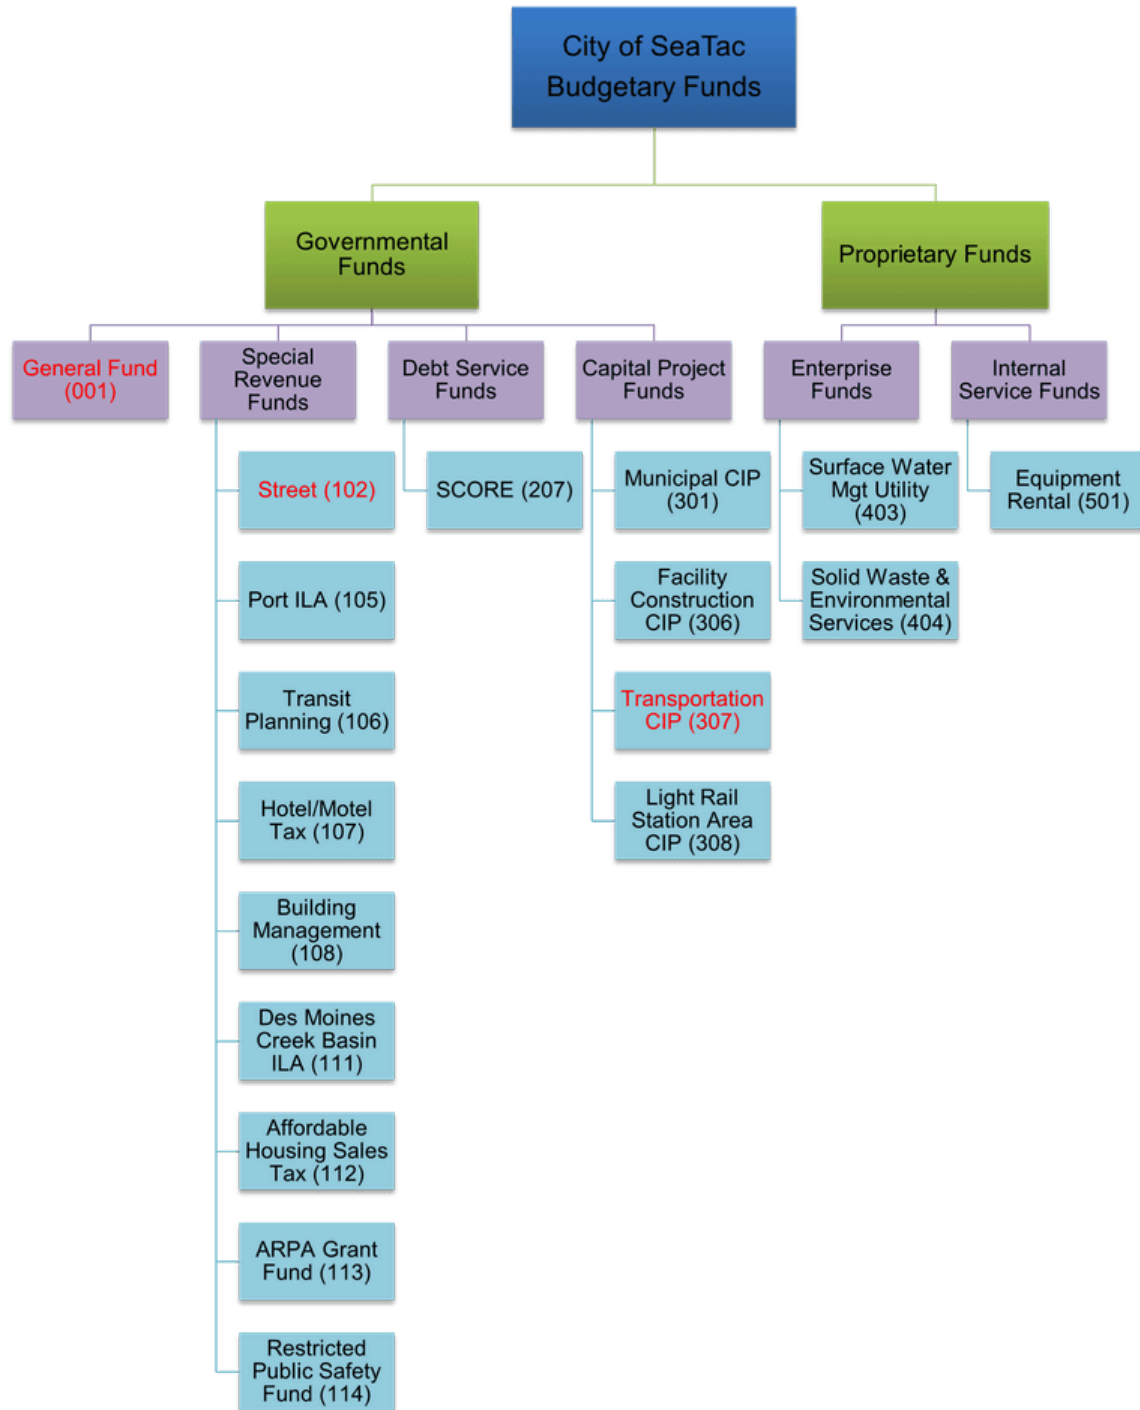 City of SeaTac
Budgetary Funds
Governmental
Funds
Proprietary Funds
General Fund
(001)
Special
Revenue
Funds
Debt Service
Funds
Capital Project
Funds
Enterprise
Funds
Internal
Service Funds
Street (102)
Port ILA (105)
Transit
Planning (106)
Hotel/Motel
Tax (107)
Building
Management
(108)
Des Moines
Creek Basin
ILA (111)
Affordable
Housing Sales
Tax (112)
ARPA Grant
Fund (113)
Restricted
Public Safety
Fund (114)
SCORE (207)
Municipal CIP
(301)
Facility
Construction
CIP (306)
Transportation
CIP (307)
Light Rail
Station Area
CIP (308)
Surface Water
Mgt Utility
(403)
Solid Waste &
Environmental
Services (404)
Equipment
Rental (501)